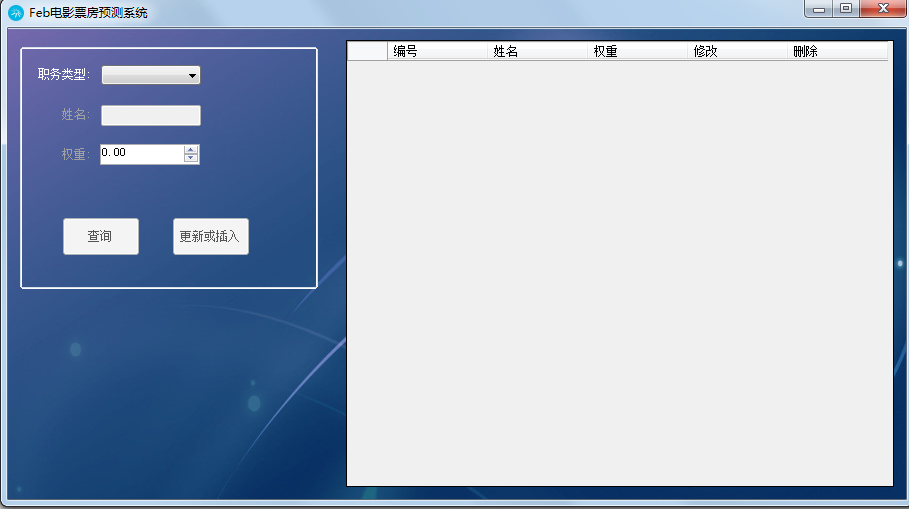 Feb电影票房预测系统
职务类型:
姓名:
权重:
0.00
查询
更新或插入
编号 姓名 权重 修改 删除